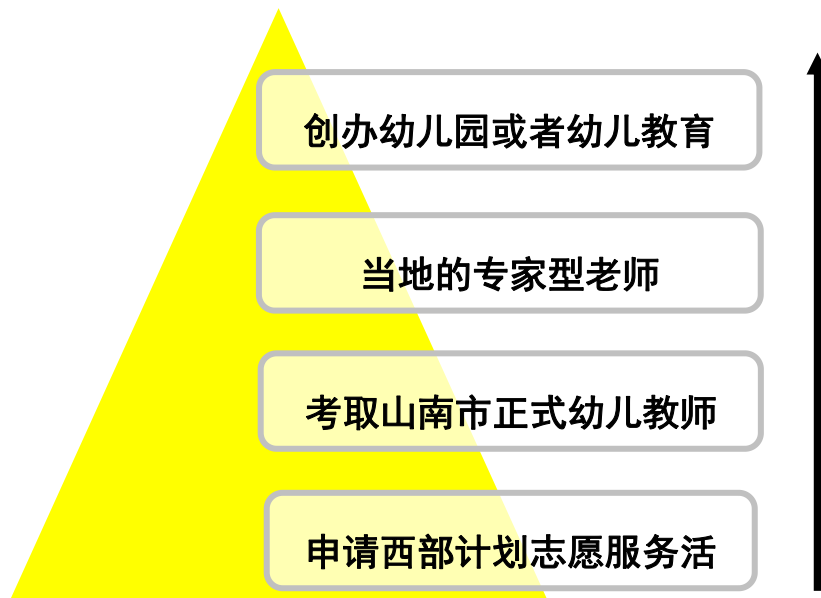 创办幼儿园或者幼儿教育
当地的专家型老师
考取山南市正式幼儿教师
申请西部计划志愿服务活